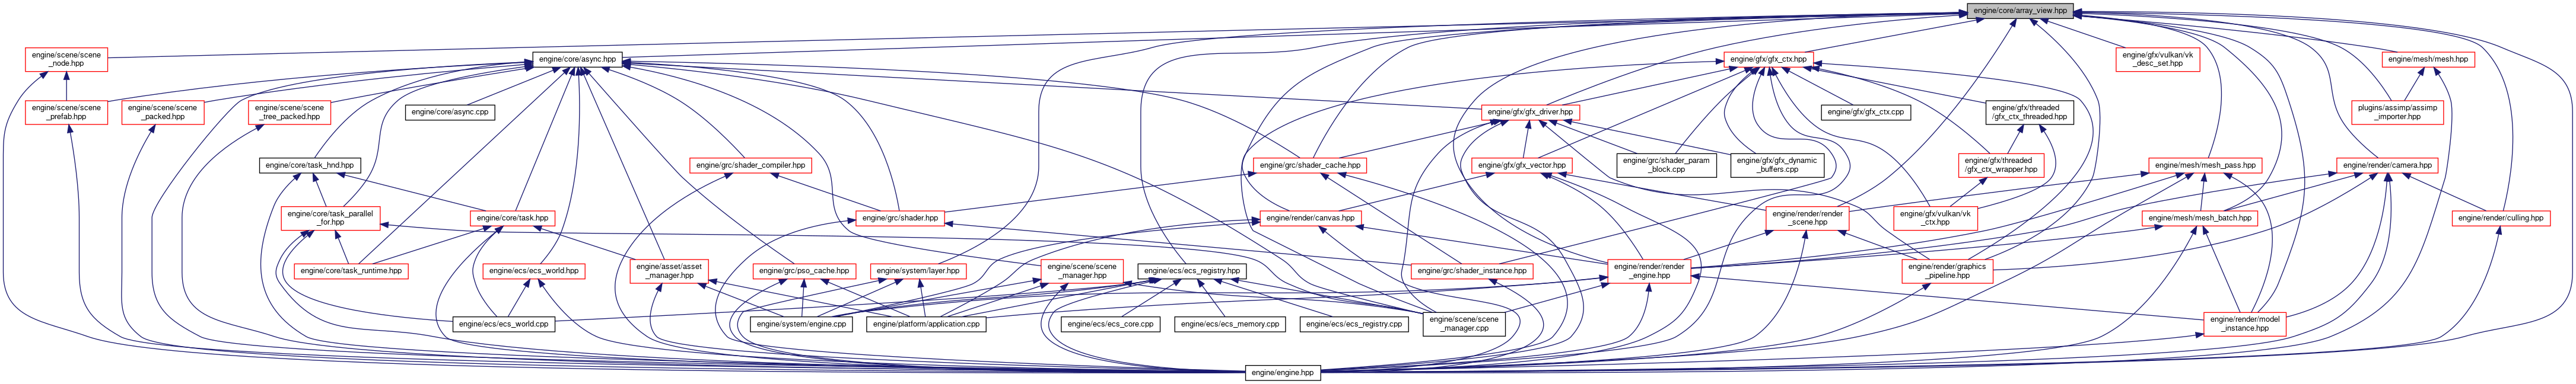 engine/core/array_view.hpp
engine/scene/scene
_node.hpp
engine/core/async.hpp
engine/gfx/gfx_ctx.hpp
engine/gfx/vulkan/vk
_desc_set.hpp
engine/mesh/mesh.hpp
engine/scene/scene
_prefab.hpp
engine/scene/scene
_packed.hpp
engine/scene/scene
_tree_packed.hpp
engine/core/async.cpp
engine/gfx/gfx_driver.hpp
engine/gfx/gfx_ctx.cpp
engine/gfx/threaded
/gfx_ctx_threaded.hpp
plugins/assimp/assimp
_importer.hpp
engine/core/task_hnd.hpp
engine/grc/shader_compiler.hpp
engine/grc/shader_cache.hpp
engine/gfx/gfx_vector.hpp
engine/grc/shader_param
_block.cpp
engine/gfx/gfx_dynamic
_buffers.cpp
engine/gfx/threaded
/gfx_ctx_wrapper.hpp
engine/mesh/mesh_pass.hpp
engine/render/camera.hpp
engine/core/task_parallel
_for.hpp
engine/core/task.hpp
engine/grc/shader.hpp
engine/render/canvas.hpp
engine/render/render
_scene.hpp
engine/gfx/vulkan/vk
_ctx.hpp
engine/mesh/mesh_batch.hpp
engine/render/culling.hpp
engine/core/task_runtime.hpp
engine/ecs/ecs_world.hpp
engine/asset/asset
_manager.hpp
engine/grc/pso_cache.hpp
engine/system/layer.hpp
engine/scene/scene
_manager.hpp
engine/ecs/ecs_registry.hpp
engine/grc/shader_instance.hpp
engine/render/render
_engine.hpp
engine/render/graphics
_pipeline.hpp
engine/ecs/ecs_world.cpp
engine/system/engine.cpp
engine/platform/application.cpp
engine/ecs/ecs_core.cpp
engine/ecs/ecs_memory.cpp
engine/ecs/ecs_registry.cpp
engine/scene/scene
_manager.cpp
engine/render/model
_instance.hpp
engine/engine.hpp